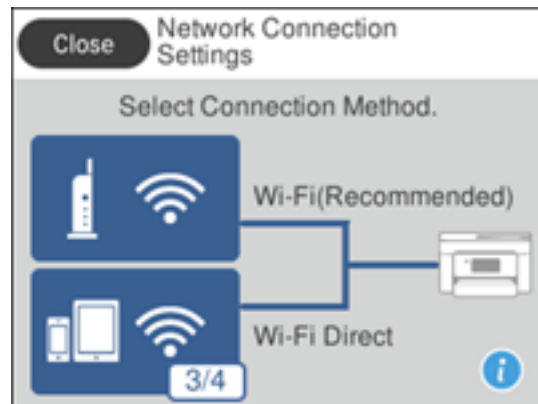 Close
Network Connection
Settings
Select Connection Method.
Wi-Fi(Recommended)
Wi-Fi Direct
3/4
i